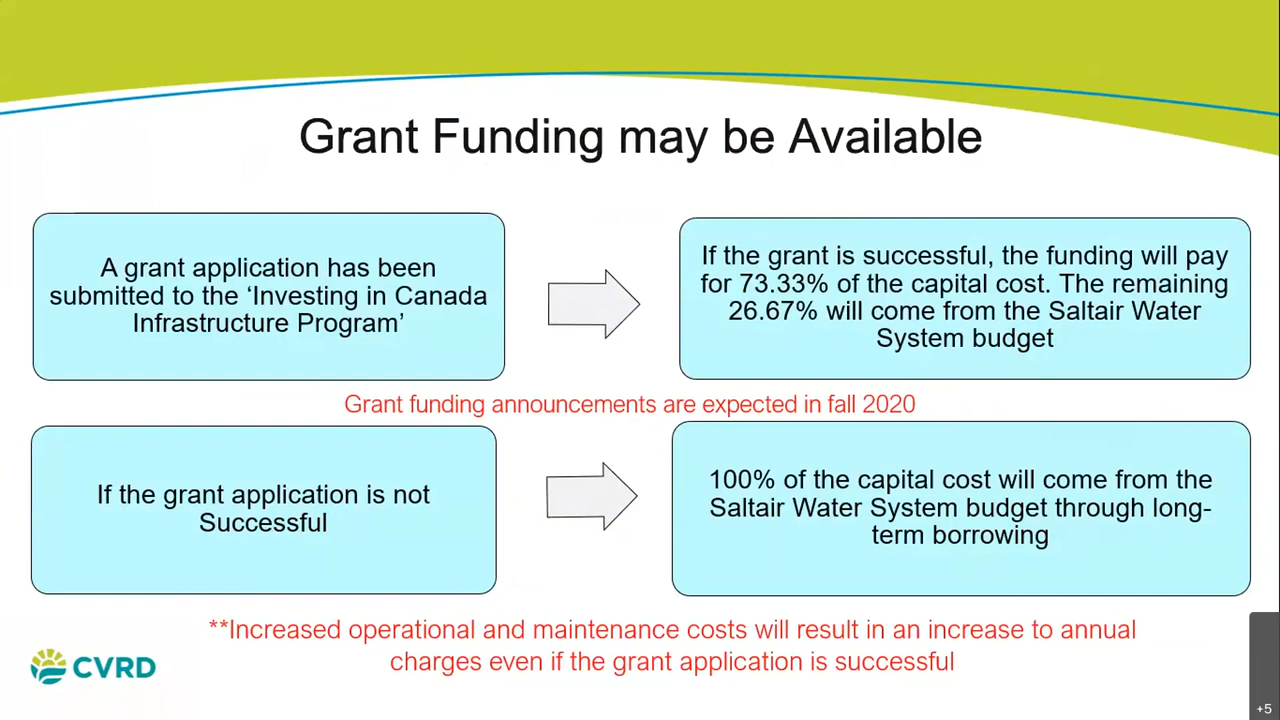 Grant Funding may be Available
A grant application has been
submitted to the ‘Investing in Canada
Infrastructure Program’
If the grant is successful, the funding will pay
for 73.33% of the capital cost. The remaining
26.67% will come from the Saltair Water
System budget
Grant funding announcements are expected in fall 2020
If the grant application is not
Successful
100% of the capital cost will come from the
Saltair Water System budget through long-
term borrowing
**Increased operational and maintenance costs will result in an increase to annual
charges even if the grant application is successful
CVRD
+5